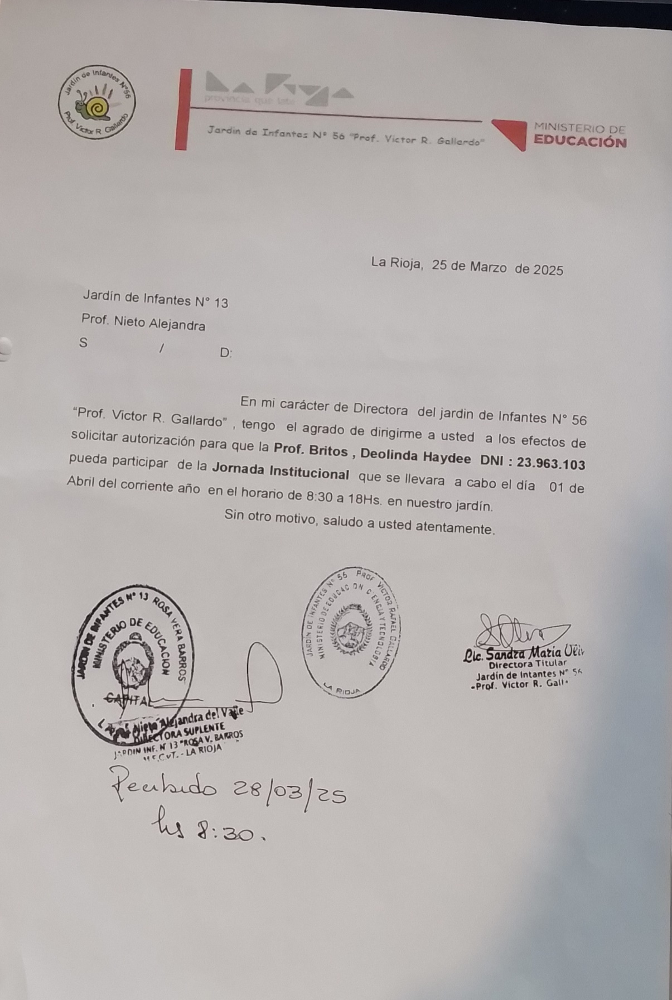 Jardín de Infantes Nº56
Prof. Victor R. Gallardo
La Rioja
provincia que late
Jardin de Infantes Nº 56 "Prof. Victor R. Gallardo"
MINISTERIO DE
EDUCACIÓN
La Rioja, 25 de Marzo de 2025
Jardín de Infantes N° 13
Prof. Nieto Alejandra
S / D:
En mi carácter de Directora del jardin de Infantes N° 56
“Prof. Victor R. Gallardo” , tengo el agrado de dirigirme a usted a los efectos de
solicitar autorización para que la Prof. Britos , Deolinda Haydee DNI : 23.963.103
pueda participar de la Jornada Institucional que se llevara a cabo el día 01 de
Abril del corriente año en el horario de 8:30 a 18Hs. en nuestro jardín.
Sin otro motivo, saludo a usted atentamente.
JARDIN DE INFANTES Nº 13 ROSA VERA BARROS
MINISTERIO DE EDUCACION
CAPITAL
Prof. Nieto Alejandra del Valle
DIRECTORA SUPLENTE
JARDIN INF. N 13 "ROSA V. BARROS
M.E.C.yT. - LA RIOJA
JARDÍN DE INFANTES Nº 56 PROF VICTOR RAFAEL GALLARDO
MINISTERIO DE EDUCACION CIENCIA Y TECNOLOGIA
LA RIOJA
Lic. Sandra María Oliv
Directora Titular
Jardín de Infantes Nº 56
-Prof. Victor R. Gall
Recibido 28/03/25
hs 8:30.